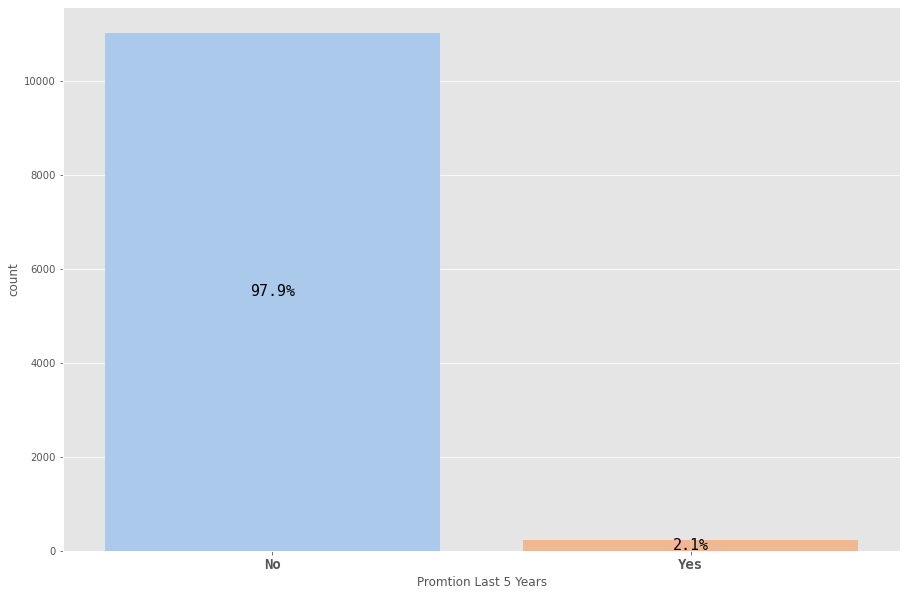 10000
8000
6000
4000
2000
0
count
97.9%
2.1%
No
Yes
Promtion Last 5 Years